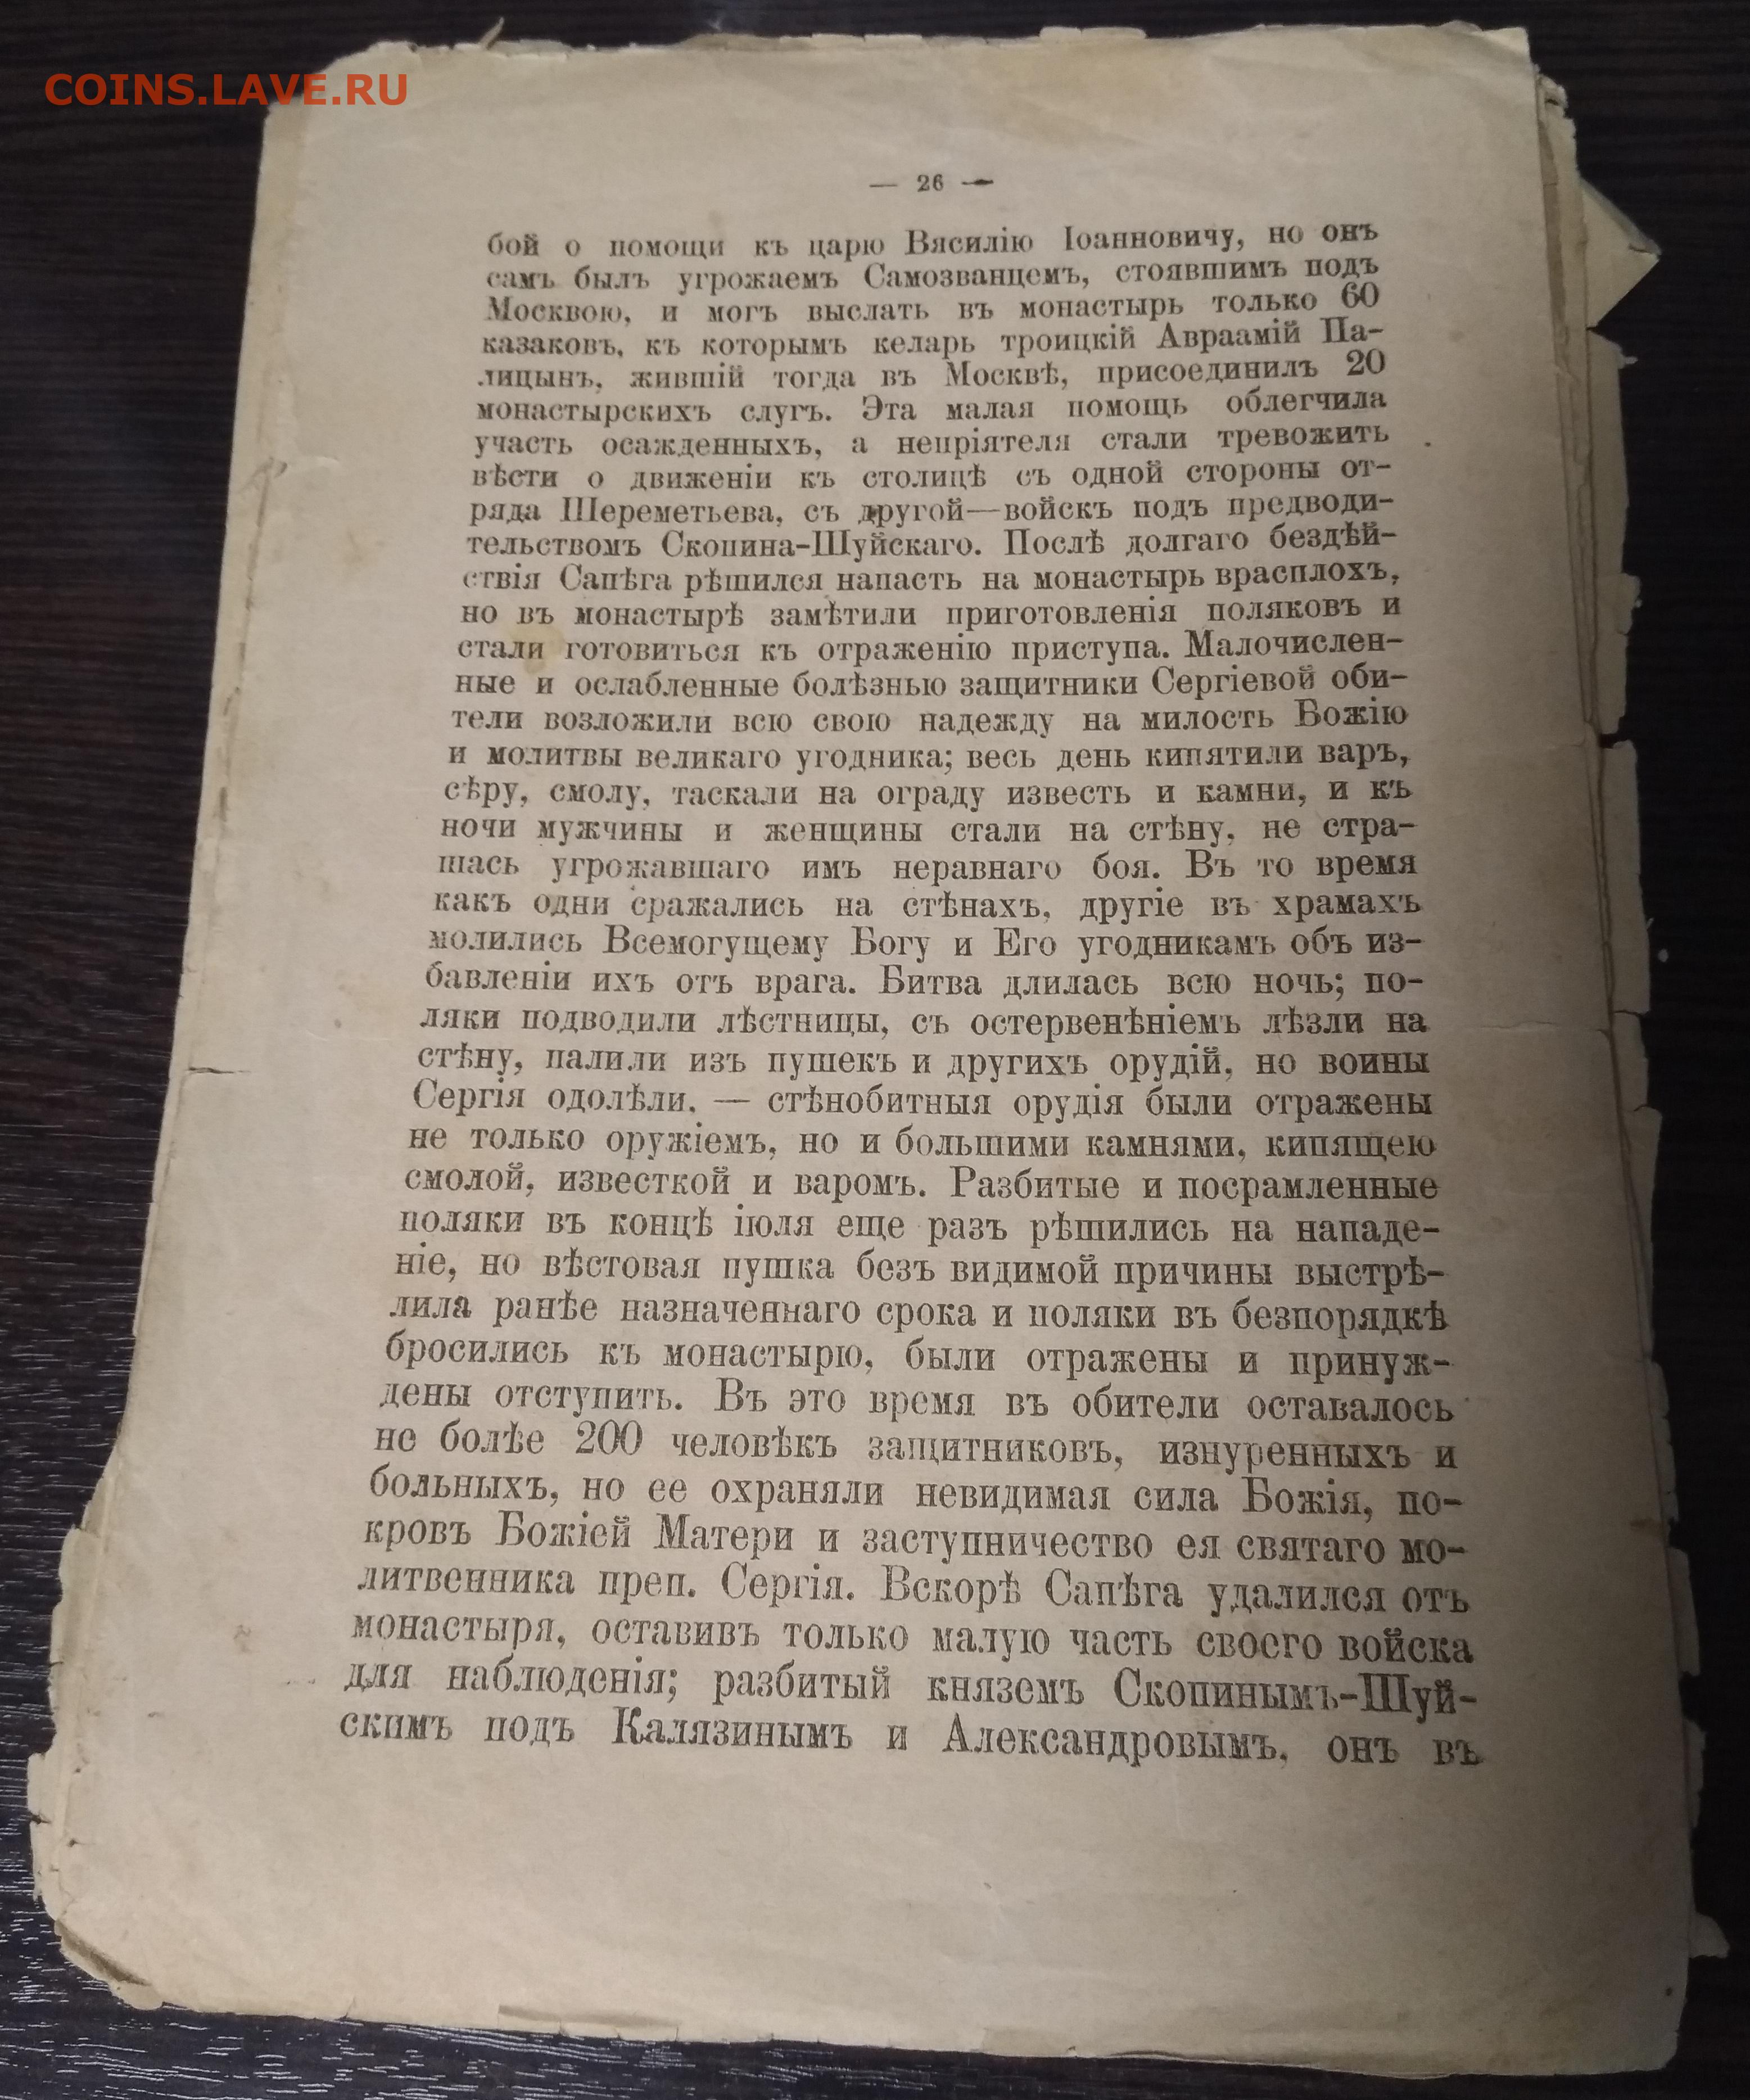 COINS.LAVE.RU
— 26 —
бой о помощи къ царю Вясилію Іоанновичу, но онъ
самъ былъ угрожаемъ Самозванцемъ, стоявшимъ подъ
Москвою, и могъ выслать въ монастырь только 60
казаковъ, къ которымъ келарь троицкій Авраамій Па-
лицынъ, жившій тогда въ Москвѣ, присоединилъ 20
монастырскихъ слугъ. Эта малая помощь облегчила
участь осажденныхъ, а непріятеля стали тревожить
вѣсти о движеніи къ столицѣ съ одной стороны от-
ряда Шереметьева, съ другой—войскъ подъ предводи-
тельствомъ Скопина-Шуйскаго. Послѣ долгаго бездѣй-
ствія Сапѣга рѣшился напасть на монастырь врасплохъ,
но въ монастырѣ замѣтили приготовленія поляковъ и
стали готовиться къ отраженію приступа. Малочислен-
ные и ослабленные болѣзнью защитники Сергіевой оби-
тели возложили всю свою надежду на милость Божію
и молитвы великаго угодника; весь день кипятили варъ,
сѣру, смолу, таскали на ограду известь и камни, и къ
ночи мужчины и женщины стали на стѣну, не стра-
шась угрожавшаго имъ неравнаго боя. Въ то время
какъ одни сражались на стѣнахъ, другіе въ храмахъ
молились Всемогущему Богу и Его угодникамъ объ из-
бавленіи ихъ отъ врага. Битва длилась всю ночь; по-
ляки подводили лѣстницы, съ остервенѣніемъ лѣзли на
стѣну, палили изъ пушекъ и другихъ орудій, но воины
Сергія одолѣли, — стѣнобитныя орудія были отражены
не только оружіемъ, но и большими камнями, кипящею
смолой, известкой и варомъ. Разбитые и посрамленные
поляки въ концѣ іюля еще разъ рѣшились на нападе-
ніе, но вѣстовая пушка безъ видимой причины выстрѣ-
лила ранѣе назначеннаго срока и поляки въ безпорядкѣ
бросились къ монастырю, были отражены и принуж-
дены отступить. Въ это время въ обители оставалось
не болѣе 200 человѣкъ защитниковъ, изнуренныхъ и
больныхъ, но ее охраняли невидимая сила Божія, по-
кровъ Божіей Матери и заступничество ея святаго мо-
литвенника преп. Сергія. Вскорѣ Сапѣга удалился отъ
монастыря, оставивъ только малую часть своего войска
для наблюденія; разбитый княземъ Скопинымъ-Шуй-
скимъ подъ Калязинымъ и Александровымъ, онъ въ